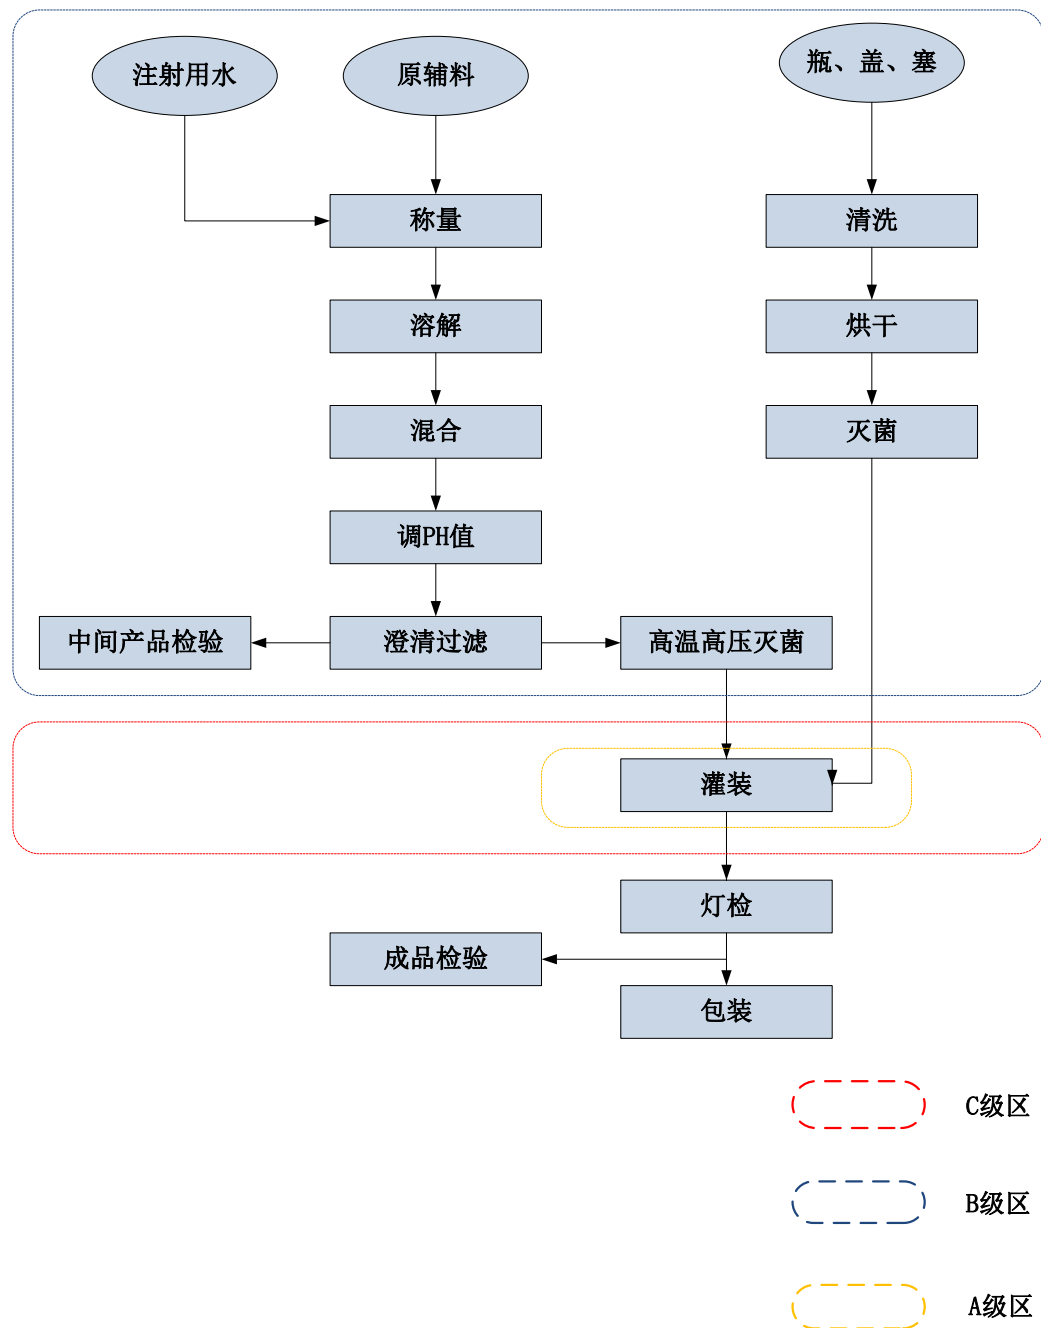 注射用水
原辅料
瓶、盖、塞
称量
清洗
溶解
烘干
混合
灭菌
调PH值
中间产品检验
澄清过滤
高温高压灭菌
灌装
灯检
成品检验
包装
C级区
B级区
A级区